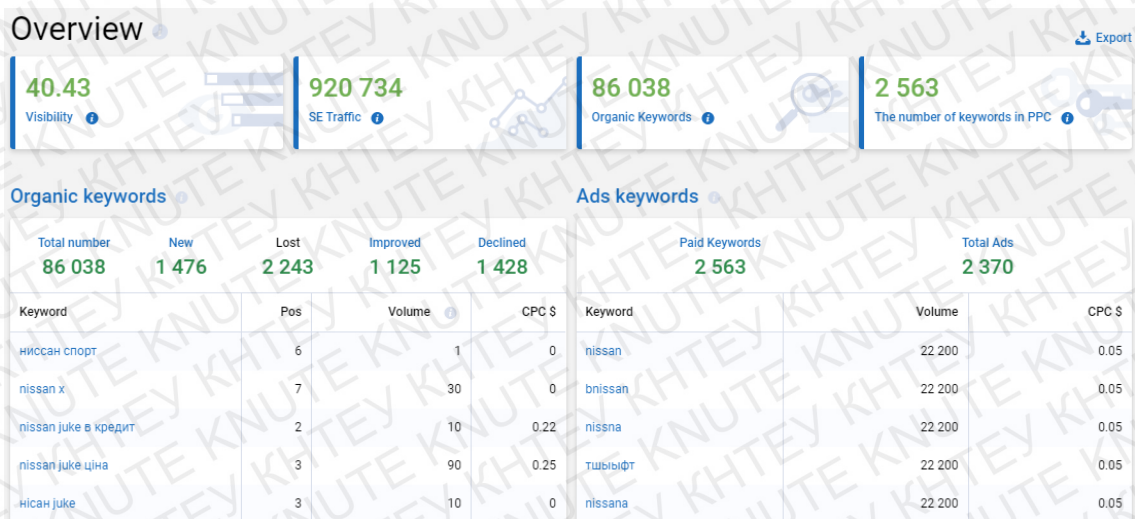 Overview
Export
40.43
Visibility
920 734
SE Traffic
86 038
Organic Keywords
2 563
The number of keywords in PPC
Organic keywords
Total number New Lost Improved Declined
86 038 1 476 2 243 1 125 1 428
Keyword Pos Volume CPC $
ниссан спорт 6 1 0
nissan x 7 30 0
nissan juke в кредит 2 10 0.22
nissan juke ціна 3 90 0.25
нісан juke 3 10 0
Ads keywords
Paid Keywords Total Ads
2 563 2 370
Keyword Volume CPC $
nissan 22 200 0.05
bnissan 22 200 0.05
nissna 22 200 0.05
тшыыфт 22 200 0.05
nissana 22 200 0.05
KNUTE KHTEY